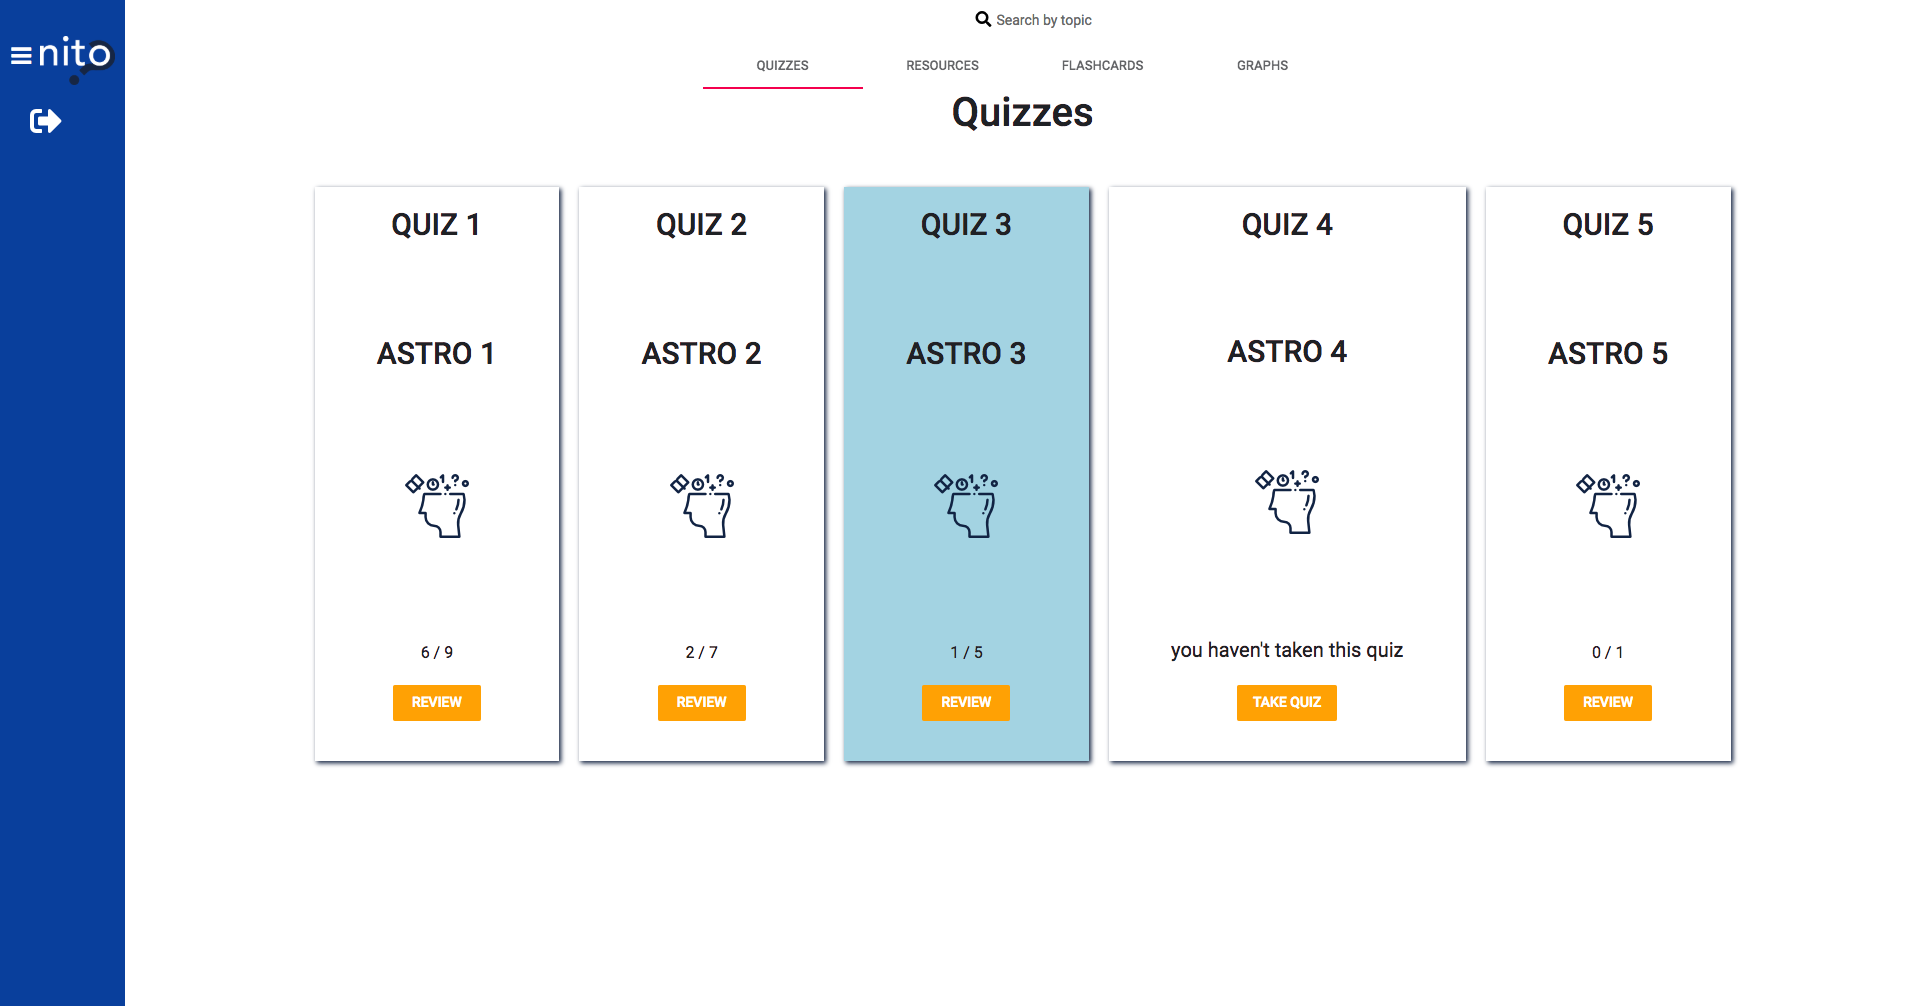 nito
Search by topic
QUIZZES RESOURCES FLASHCARDS GRAPHS
Quizzes
QUIZ 1
ASTRO 1
6 / 9
REVIEW
QUIZ 2
ASTRO 2
2 / 7
REVIEW
QUIZ 3
ASTRO 3
1 / 5
REVIEW
QUIZ 4
ASTRO 4
you haven't taken this quiz
TAKE QUIZ
QUIZ 5
ASTRO 5
0 / 1
REVIEW